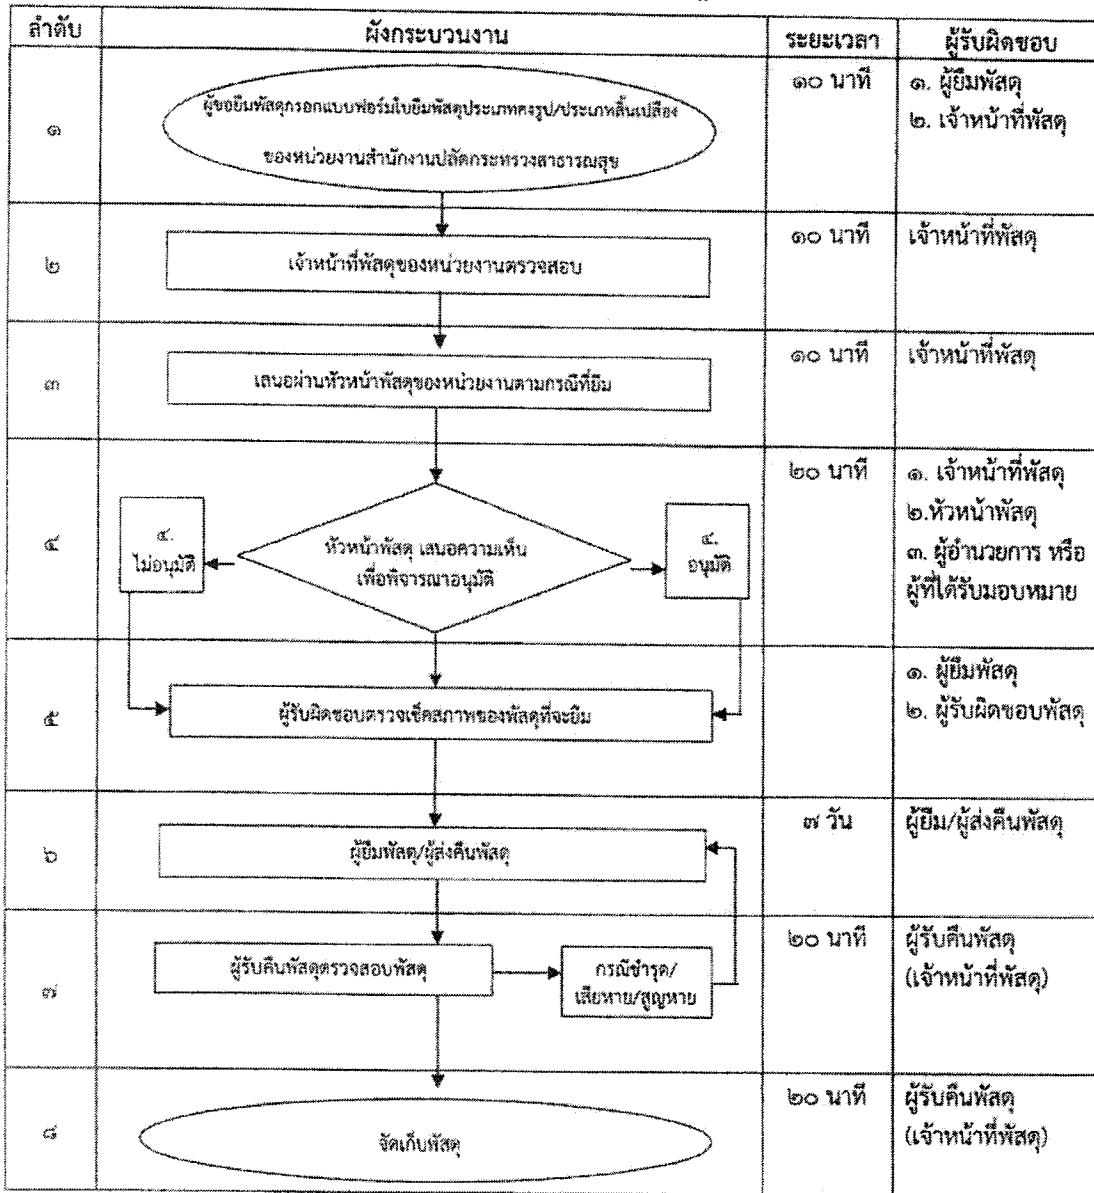 ลำดับ ผังกระบวนงาน ระยะเวลา ผู้รับผิดชอบ
๑
ผู้ขอยืมพัสดุกรอกแบบฟอร์มใบยืมพัสดุประเภทคงรูป/ประเภทสิ้นเปลือง
ของหน่วยงานสำนักงานปลัดกระทรวงสาธารณสุข
๑๐ นาที
๑. ผู้ยืมพัสดุ
๒. เจ้าหน้าที่พัสดุ
๒
เจ้าหน้าที่พัสดุของหน่วยงานตรวจสอบ
๑๐ นาที
เจ้าหน้าที่พัสดุ
๓
เสนอผ่านหัวหน้าพัสดุของหน่วยงานตามกรณีที่ยืม
๑๐ นาที
เจ้าหน้าที่พัสดุ
๔
๔.
ไม่อนุมัติ
หัวหน้าพัสดุ เสนอความเห็น
เพื่อพิจารณาอนุมัติ
๔.
อนุมัติ
๒๐ นาที
๑. เจ้าหน้าที่พัสดุ
๒.หัวหน้าพัสดุ
๓. ผู้อำนวยการ หรือ
ผู้ที่ได้รับมอบหมาย
๕
ผู้รับผิดชอบตรวจเช็คสภาพของพัสดุที่จะยืม
๑. ผู้ยืมพัสดุ
๒. ผู้รับผิดชอบพัสดุ
๖
ผู้ยืมพัสดุ/ผู้ส่งคืนพัสดุ
๗ วัน
ผู้ยืม/ผู้ส่งคืนพัสดุ
๗
ผู้รับคืนพัสดุตรวจสอบพัสดุ
กรณีชำรุด/
เสียหาย/สูญหาย
๒๐ นาที
ผู้รับคืนพัสดุ
(เจ้าหน้าที่พัสดุ)
๘
จัดเก็บพัสดุ
๒๐ นาที
ผู้รับคืนพัสดุ
(เจ้าหน้าที่พัสดุ)